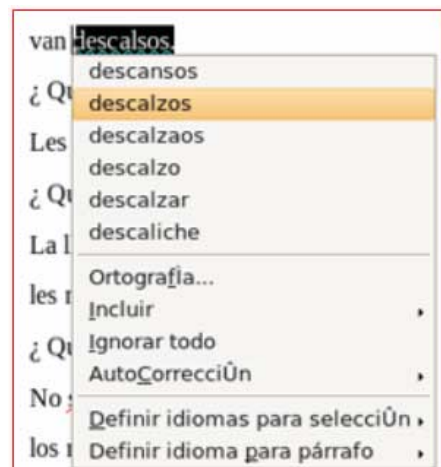 van descalsos.
descansos
¿ Qu
descalzos
Les
descalzaos
descalzo
¿ Qu
descalzar
La l
descaliche
Ortografìa...
les r
Incluir
¿ Qu
Ignorar todo
AutoCorrecciÛn
No s
Definir idiomas para selecciÛn
los r
Definir idioma para párrafo